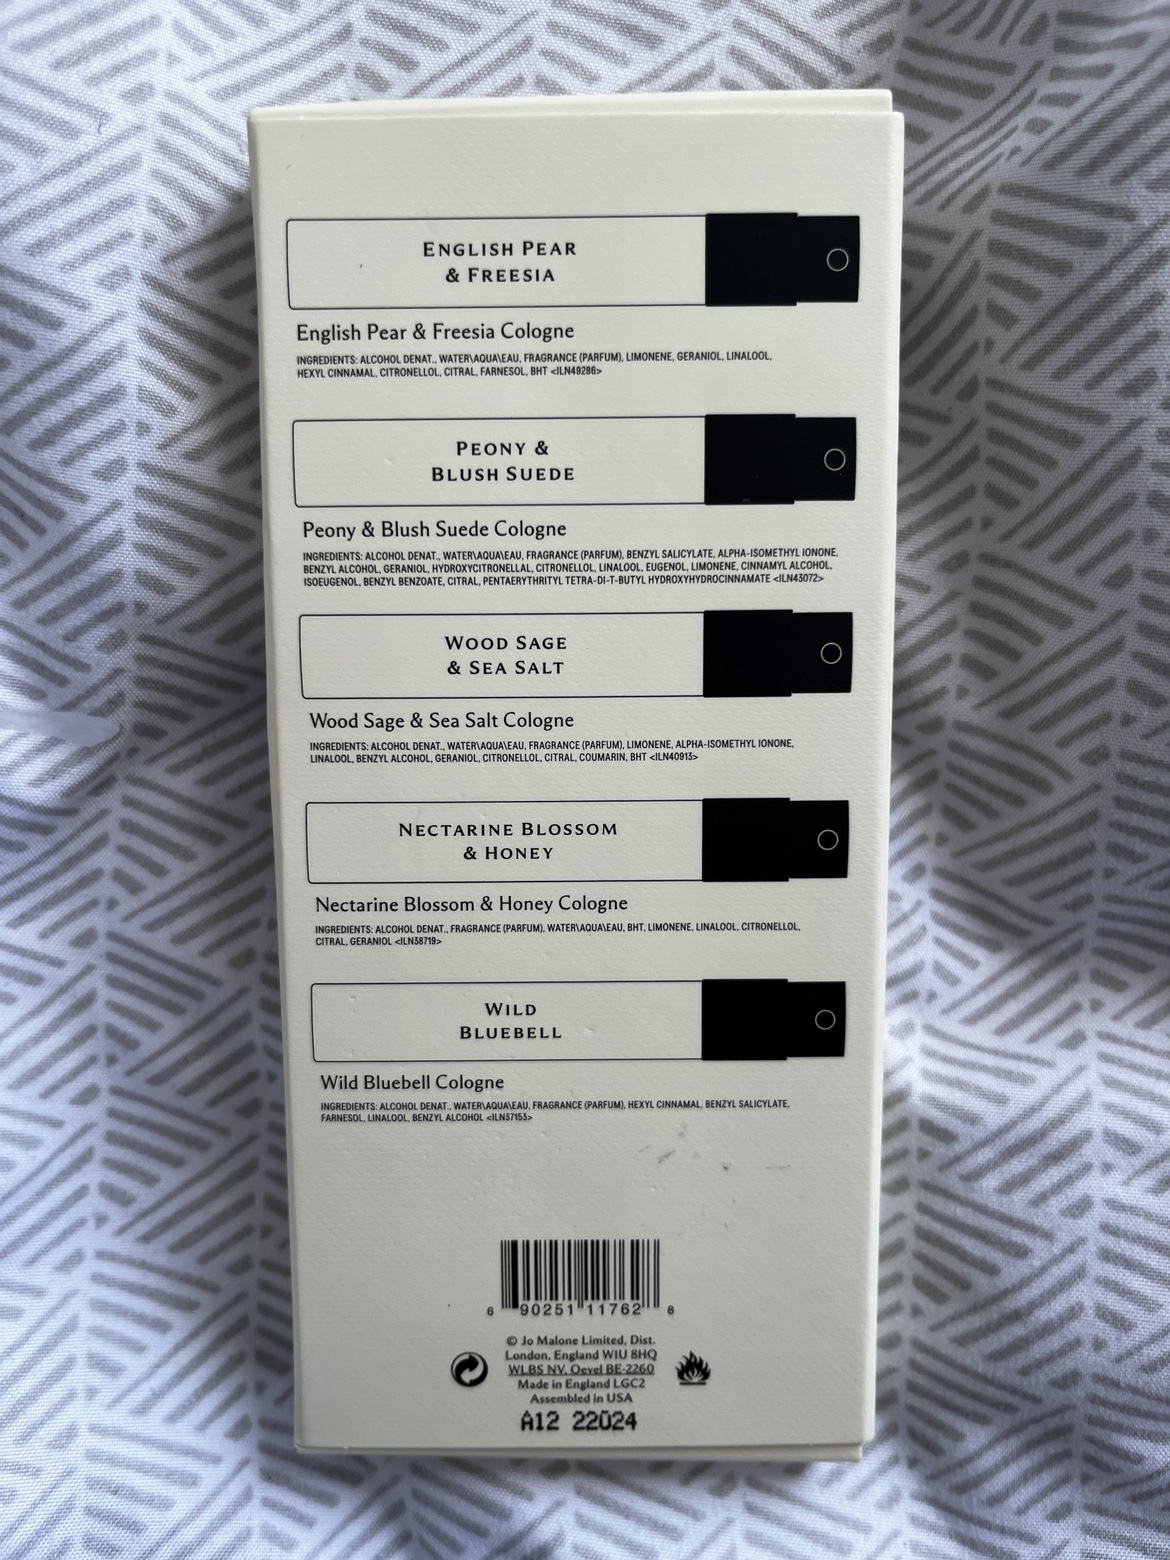 ENGLISH PEAR
& FREESIA
English Pear & Freesia Cologne
INGREDIENTS: ALCOHOL DENAT., WATER\AQUA\EAU, FRAGRANCE (PARFUM), LIMONENE, GERANIOL, LINALOOL,
HEXYL CINNAMAL, CITRONELLOL, CITRAL, FARNESOL, BHT <ILN49286>
PEONY &
BLUSH SUEDE
Peony & Blush Suede Cologne
INGREDIENTS: ALCOHOL DENAT., WATER\AQUA\EAU, FRAGRANCE (PARFUM), BENZYL SALICYLATE, ALPHA-ISOMETHYL IONONE,
BENZYL ALCOHOL, GERANIOL, HYDROXYCITRONELLAL, CITRONELLOL, LINALOOL, EUGENOL, LIMONENE, CINNAMYL ALCOHOL,
ISOEUGENOL, BENZYL BENZOATE, CITRAL, PENTAERYTHRITYL TETRA-DI-T-BUTYL HYDROXYHYDROCINNAMATE <ILN43072>
WOOD SAGE
& SEA SALT
Wood Sage & Sea Salt Cologne
INGREDIENTS: ALCOHOL DENAT., WATER\AQUA\EAU, FRAGRANCE (PARFUM), LIMONENE, ALPHA-ISOMETHYL IONONE,
LINALOOL, BENZYL ALCOHOL, GERANIOL, CITRONELLOL, CITRAL, COUMARIN, BHT <ILN40913>
NECTARINE BLOSSOM
& HONEY
Nectarine Blossom & Honey Cologne
INGREDIENTS: ALCOHOL DENAT., FRAGRANCE (PARFUM), WATER\AQUA\EAU, BHT, LIMONENE, LINALOOL, CITRONELLOL,
CITRAL, GERANIOL <ILN38719>
WILD
BLUEBELL
Wild Bluebell Cologne
INGREDIENTS: ALCOHOL DENAT., WATER\AQUA\EAU, FRAGRANCE (PARFUM), HEXYL CINNAMAL, BENZYL SALICYLATE,
FARNESOL, LINALOOL, BENZYL ALCOHOL <ILN37153>
6 90251 11762 8
© Jo Malone Limited, Dist.
London, England W1U 8HQ
WLBS NV, Oevel BE-2260
Made in England LGC2
Assembled in USA
A12 22024